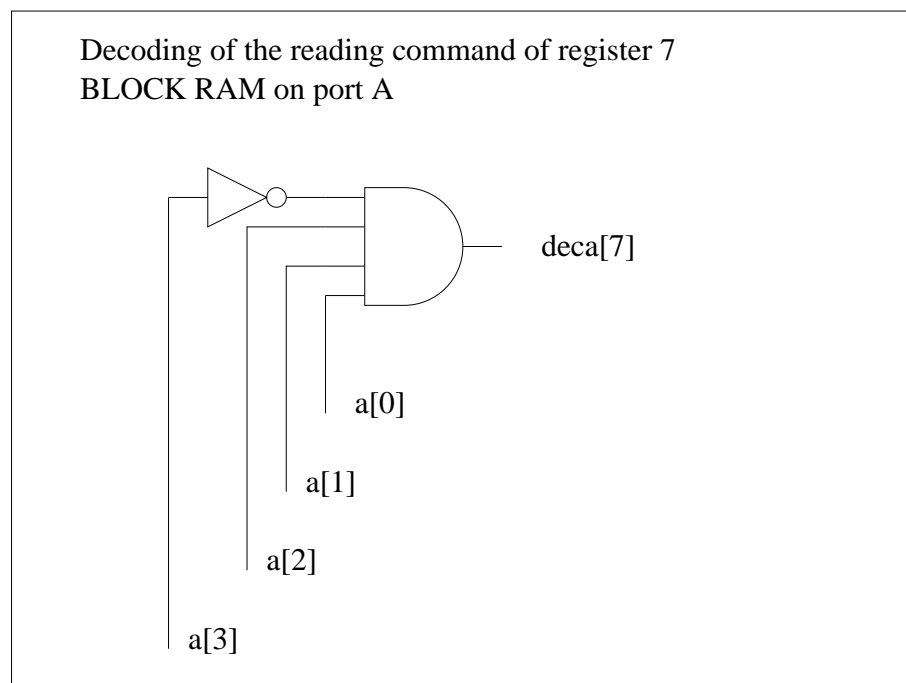 Decoding of the reading command of register 7
BLOCK RAM on port A
deca[7]
a[0]
a[1]
a[2]
a[3]